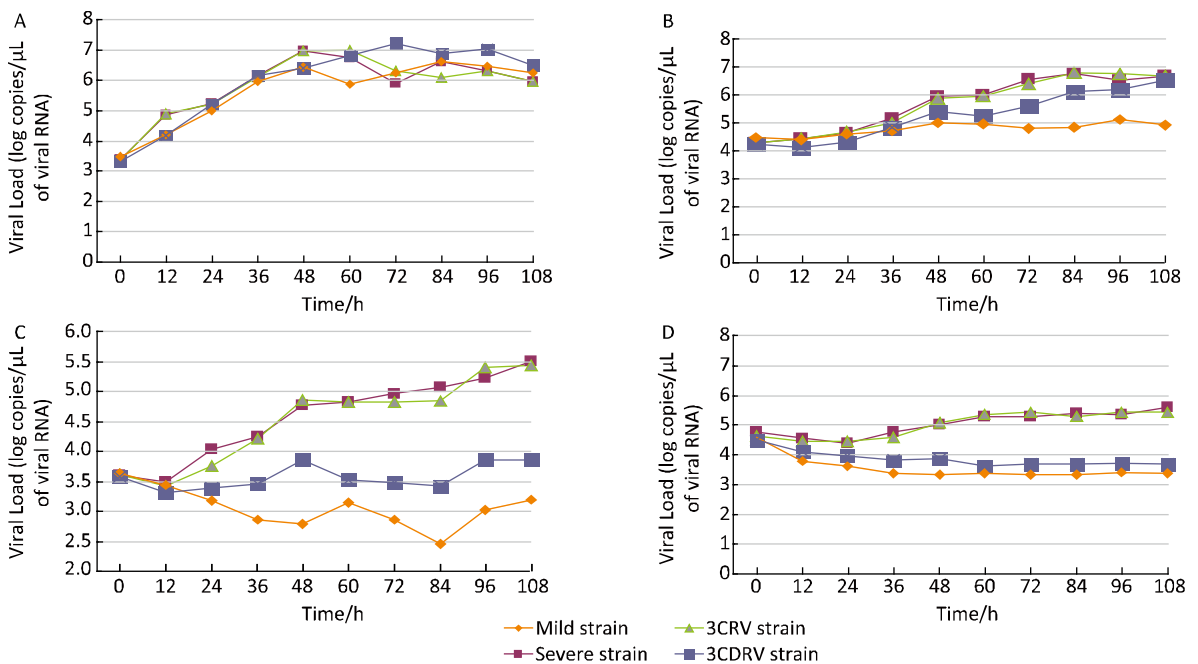 A
Viral Load (log copies/μL
of viral RNA)
8
7
6
5
4
3
2
1
0
0 12 24 36 48 60 72 84 96 108
Time/h
B
Viral Load (log copies/μL
of viral RNA)
8
7
6
5
4
3
2
1
0
0 12 24 36 48 60 72 84 96 108
Time/h
C
Viral Load (log copies/μL
of viral RNA)
6.0
5.5
5.0
4.5
4.0
3.5
3.0
2.5
2.0
0 12 24 36 48 60 72 84 96 108
Time/h
D
Viral Load (log copies/μL
of viral RNA)
8
7
6
5
4
3
2
1
0
0 12 24 36 48 60 72 84 96 108
Time/h
Mild strain
3CRV strain
Severe strain
3CDRV strain